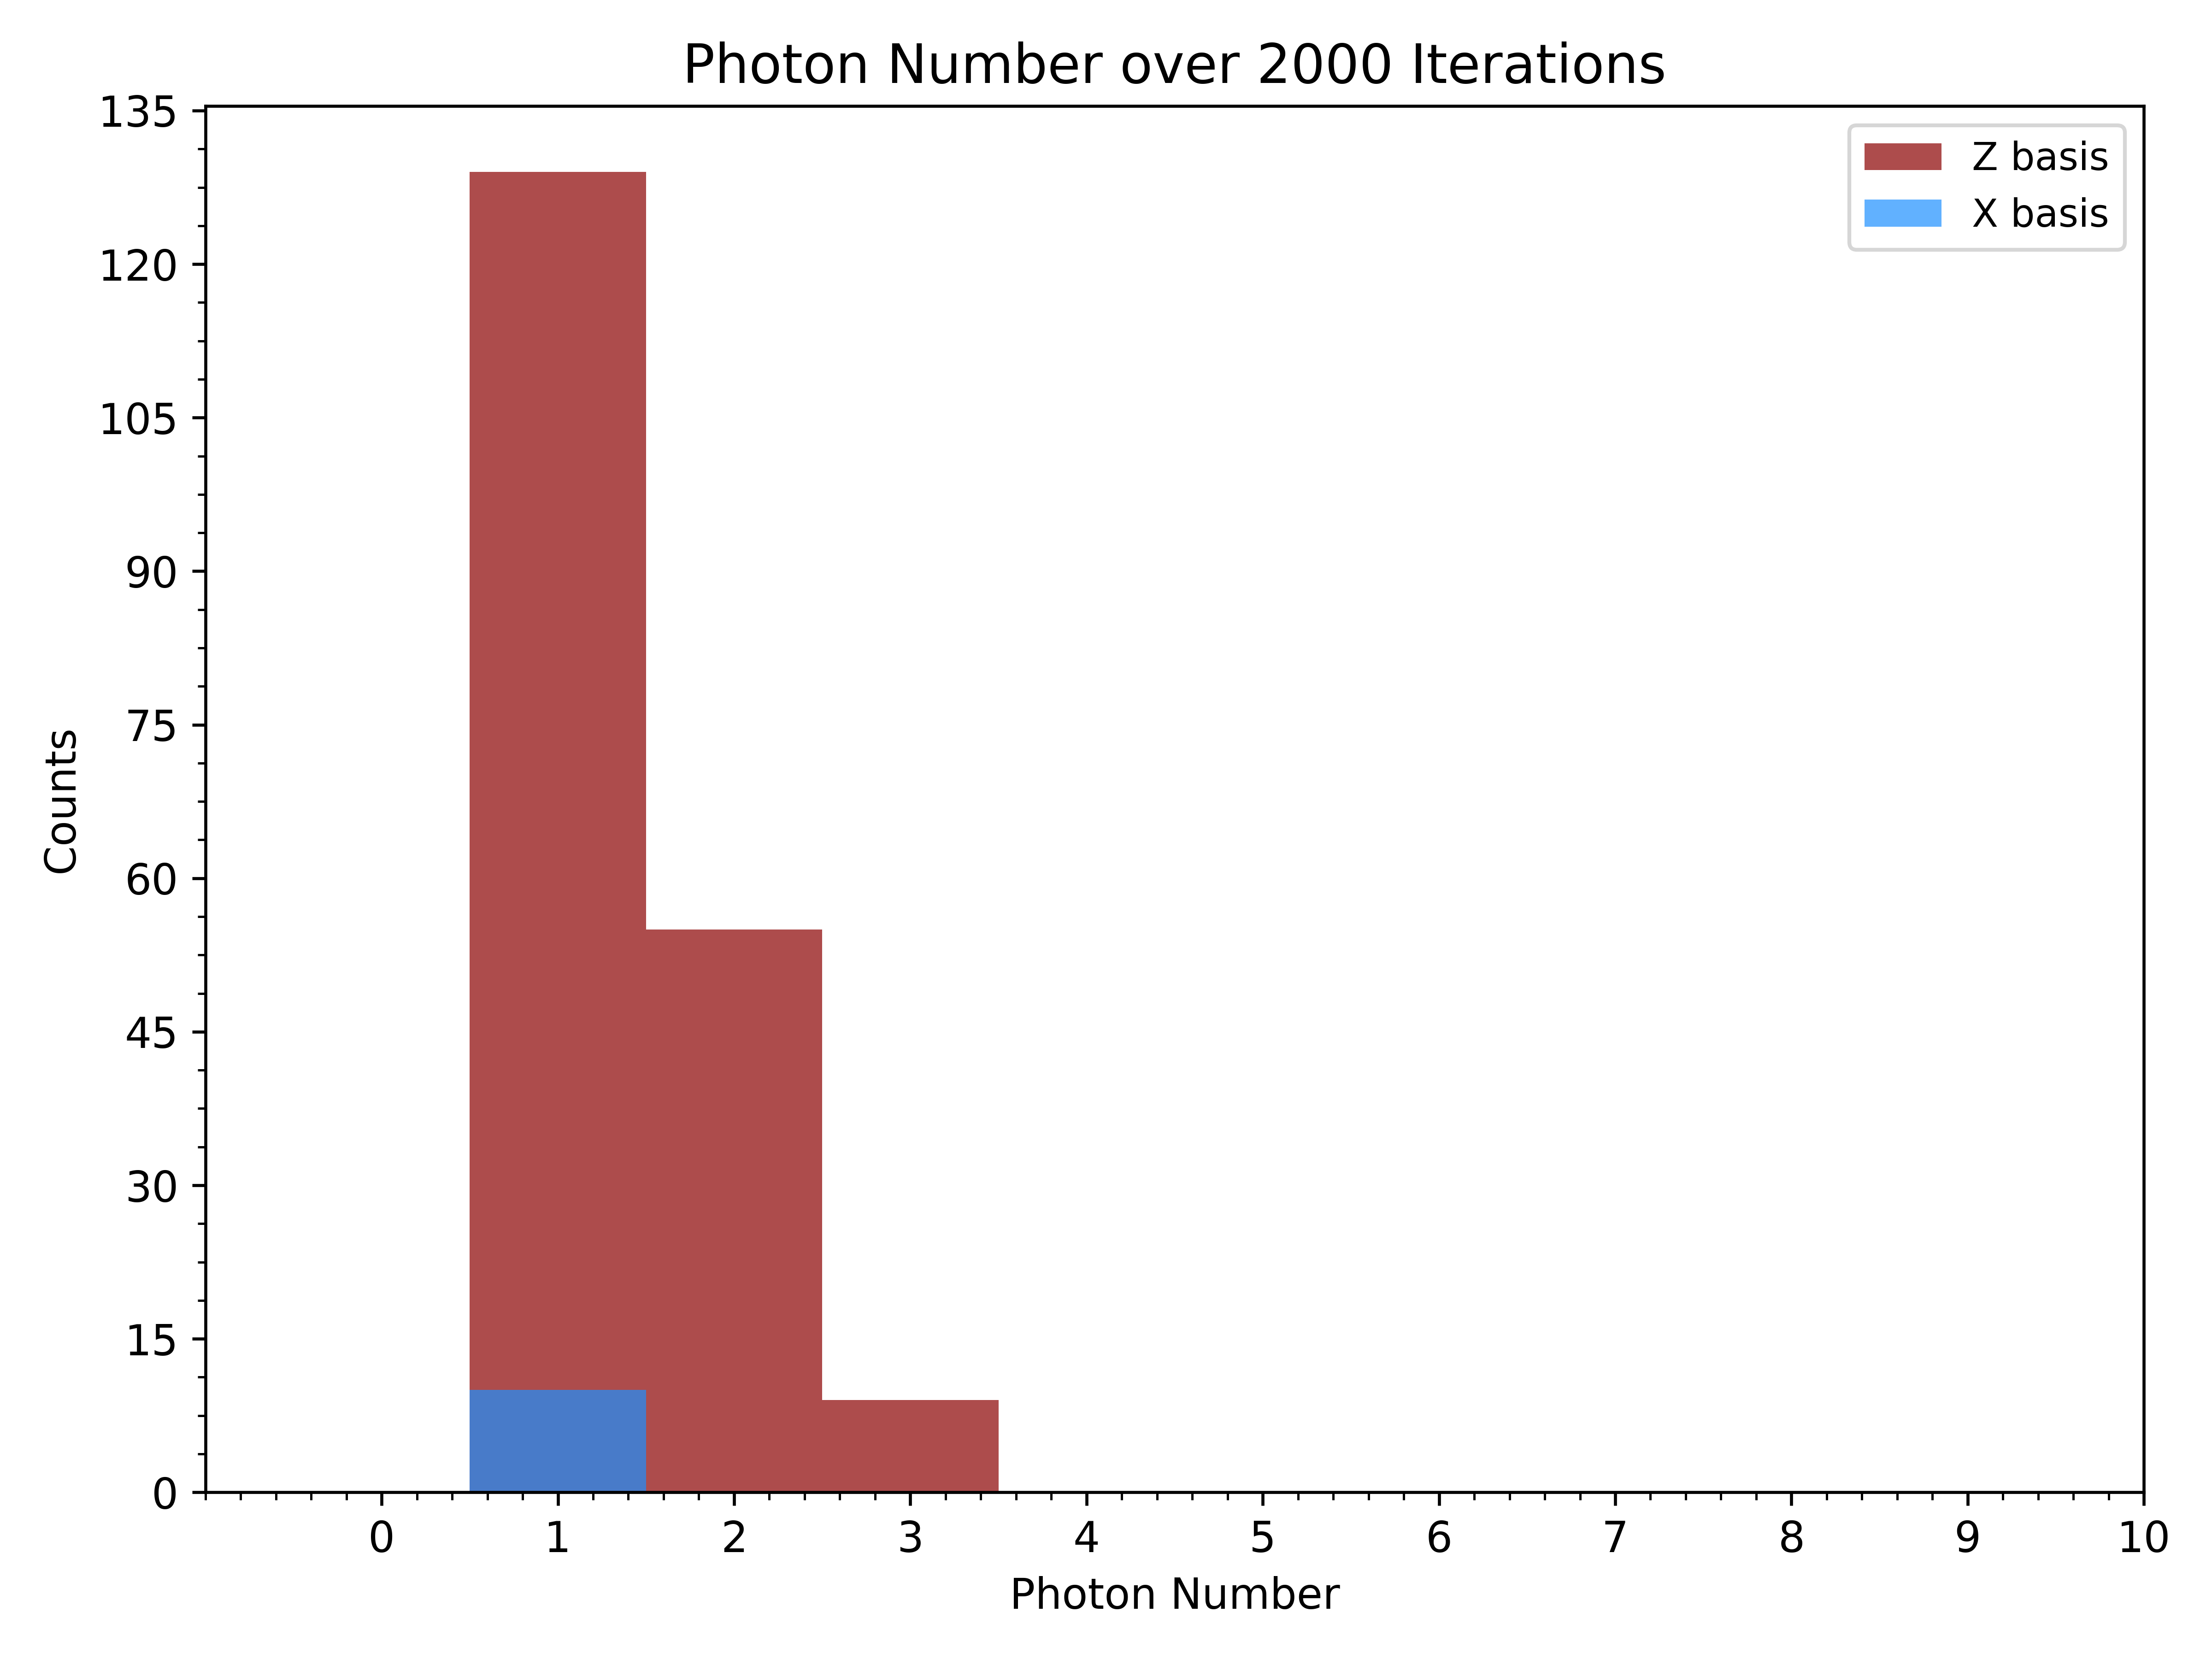 Photon Number over 2000 Iterations
Z basis
X basis
135
120
105
90
75
60
45
30
15
0
Counts
0 1 2 3 4 5 6 7 8 9 10
Photon Number